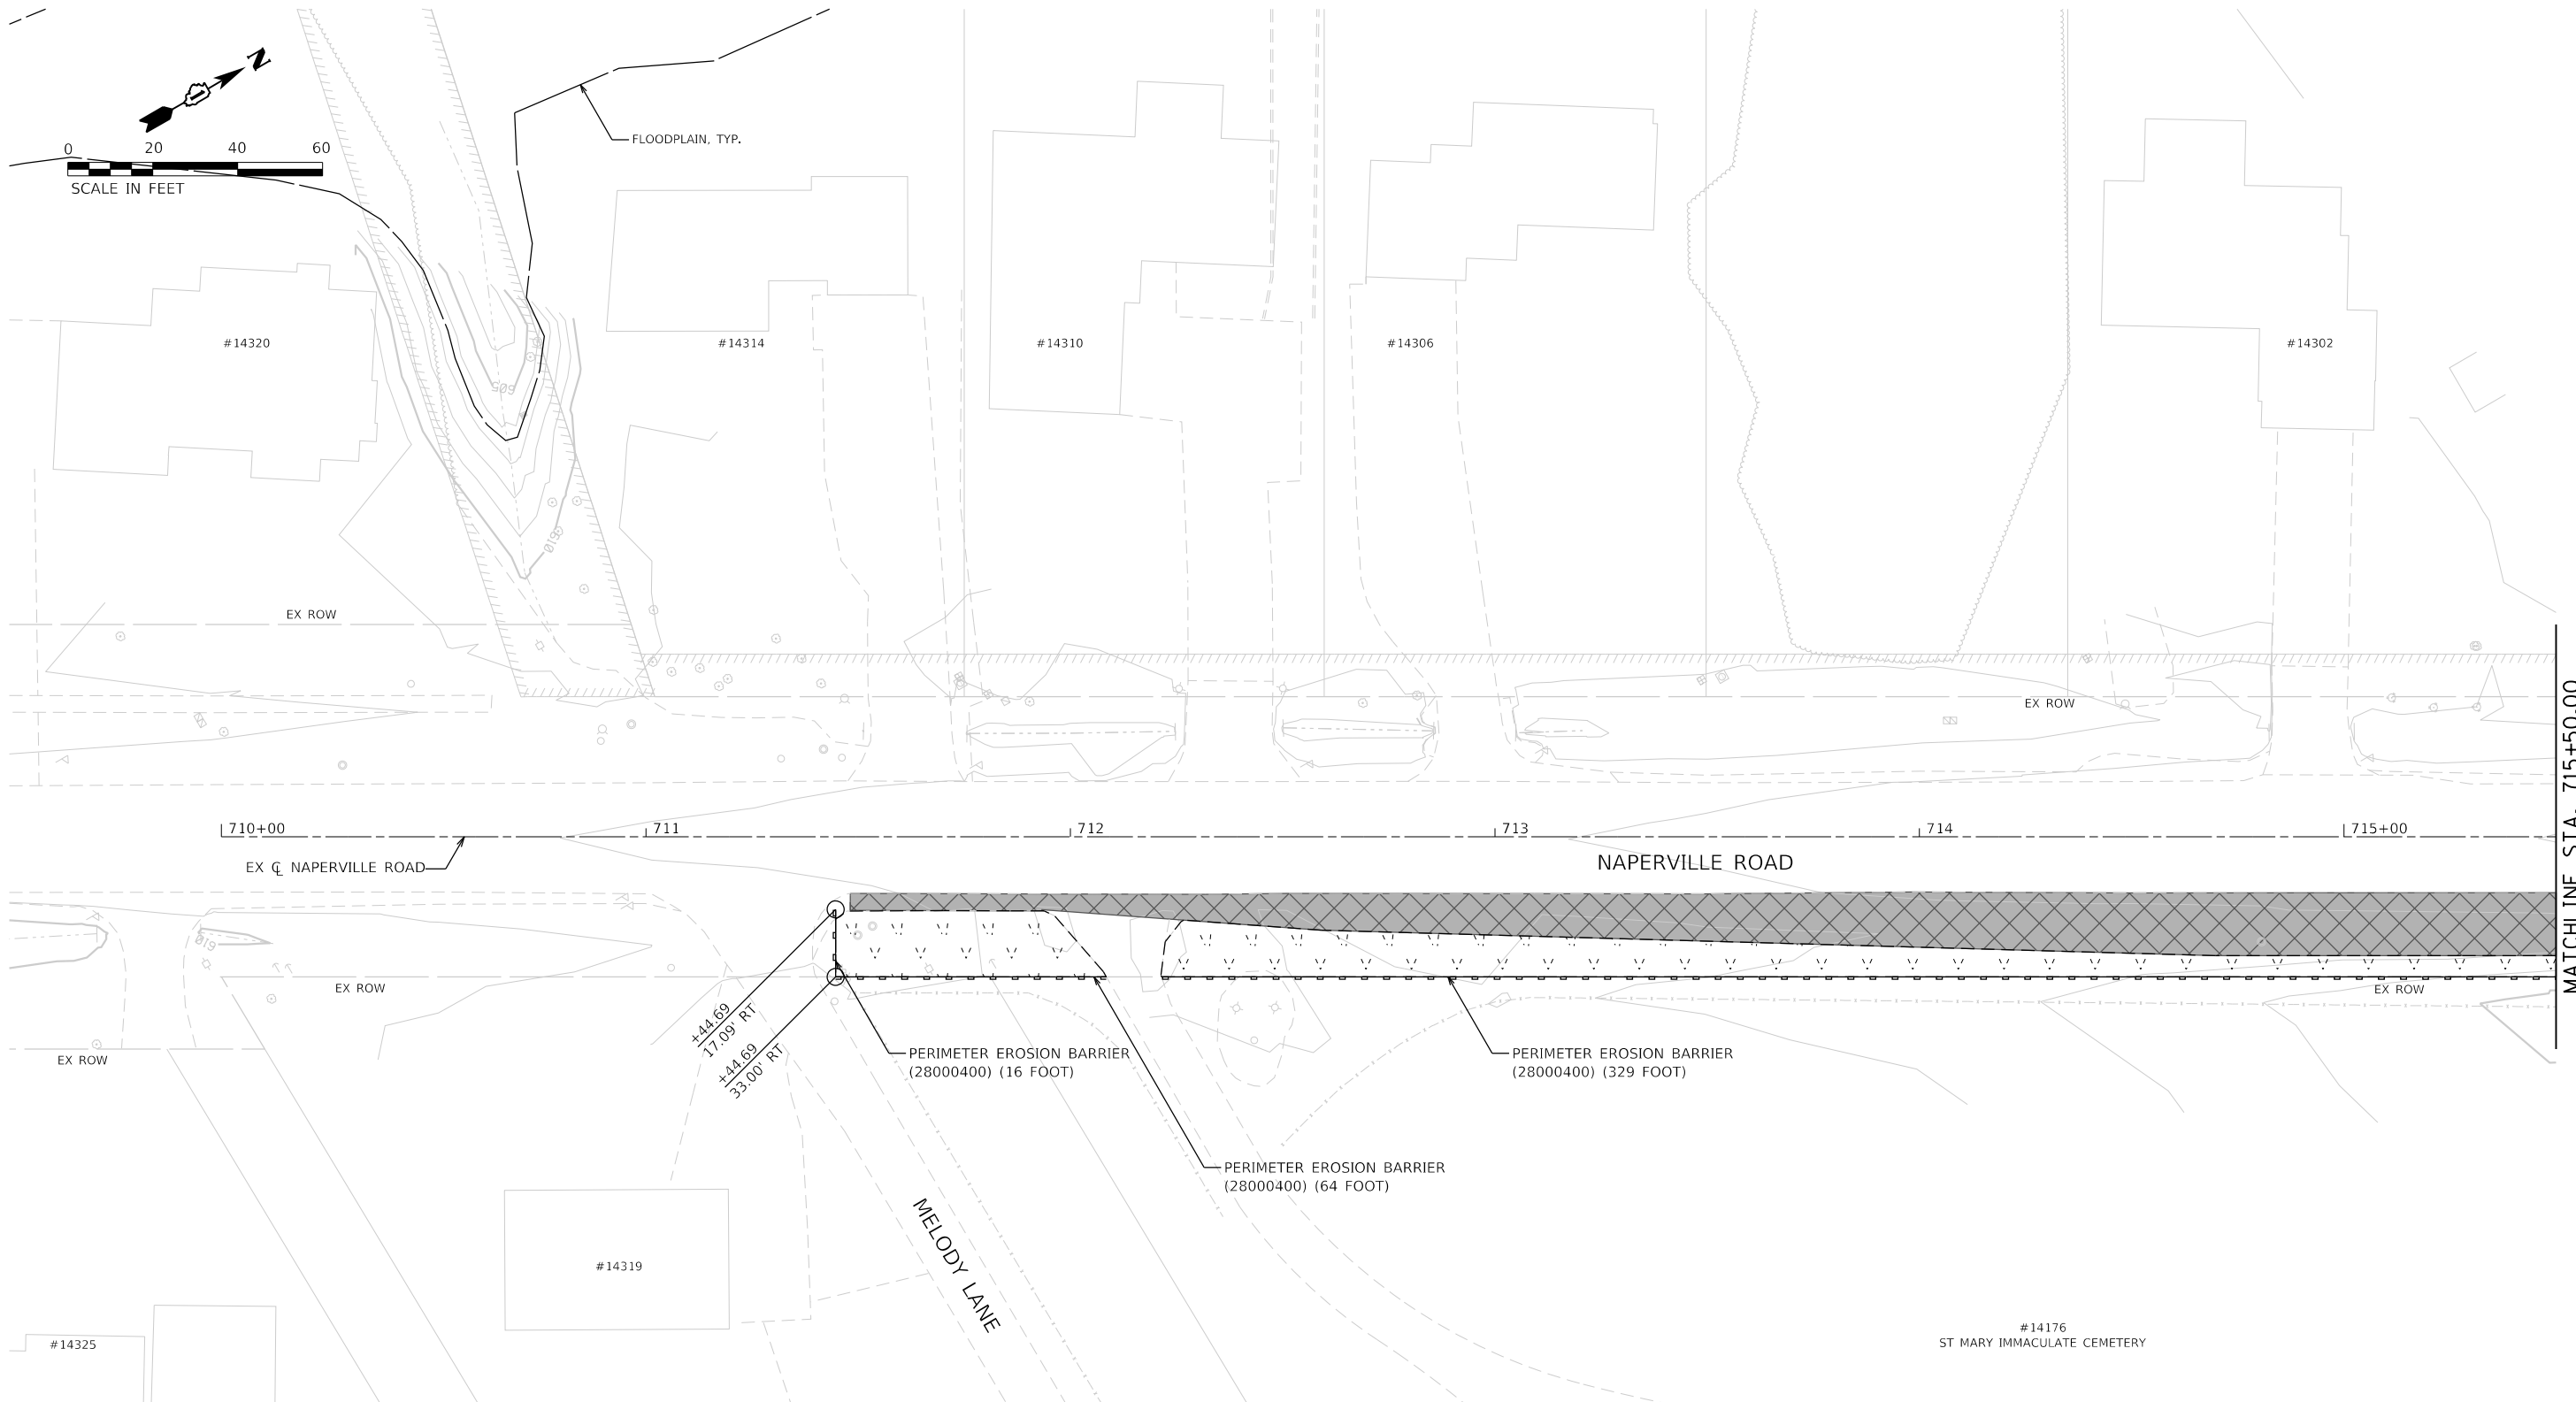 N
0 20 40 60
SCALE IN FEET
FLOODPLAIN, TYP.
#14320
#14314
#14310
#14306
#14302
605
610
EX ROW
EX ROW
710+00
711
712
713
714
715+00
EX ℄ NAPERVILLE ROAD
NAPERVILLE ROAD
MATCHLINE STA. 715+50.00
610
EX ROW
EX ROW
EX ROW
+44.69
17.09' RT
+44.69
33.00' RT
PERIMETER EROSION BARRIER
(28000400) (16 FOOT)
PERIMETER EROSION BARRIER
(28000400) (329 FOOT)
PERIMETER EROSION BARRIER
(28000400) (64 FOOT)
MELODY LANE
#14319
#14325
#14176
ST MARY IMMACULATE CEMETERY